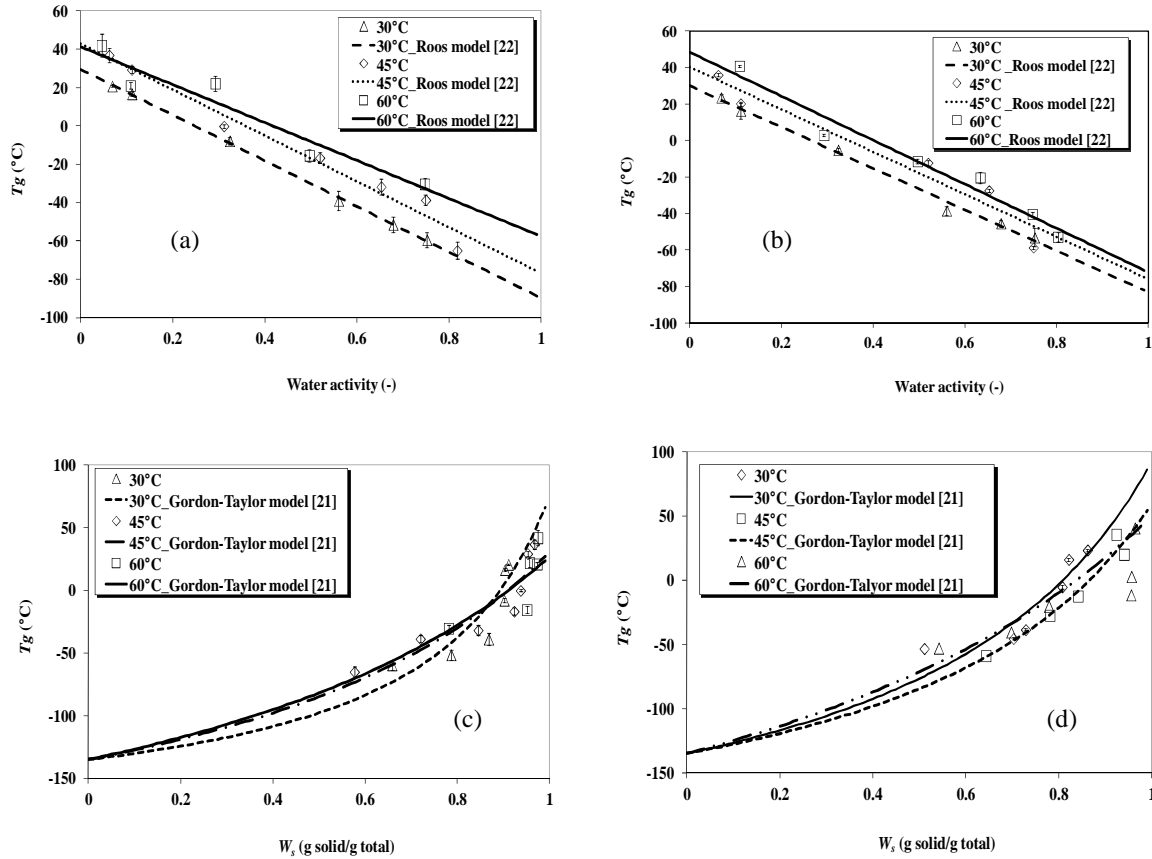 30°C
30°C_Roos model [22]
45°C
45°C_Roos model [22]
60°C
60°C_Roos model [22]
60
40
20
0
-20
-40
-60
-80
-100
0
0.2
0.4
0.6
0.8
1
Tg (°C)
Water activity (-)
(a)
30°C
30°C _Roos model [22]
45°C
45°C_Roos model [22]
60°C
60°C_Roos model [22]
60
40
20
0
-20
-40
-60
-80
-100
0
0.2
0.4
0.6
0.8
1
Tg (°C)
Water activity (-)
(b)
30°C
30°C_Gordon-Taylor model [21]
45°C
45°C_Gordon-Taylor model [21]
60°C
60°C_Gordon-Taylor model [21]
100
50
0
-50
-100
-150
0
0.2
0.4
0.6
0.8
1
Tg (°C)
Ws (g solid/g total)
(c)
30°C
30°C_Gordon-Taylor model [21]
45°C
45°C_Gordon-Taylor model [21]
60°C
60°C_Gordon-Talyor model [21]
100
50
0
-50
-100
-150
0
0.2
0.4
0.6
0.8
1
Tg (°C)
Ws (g solid/g total)
(d)